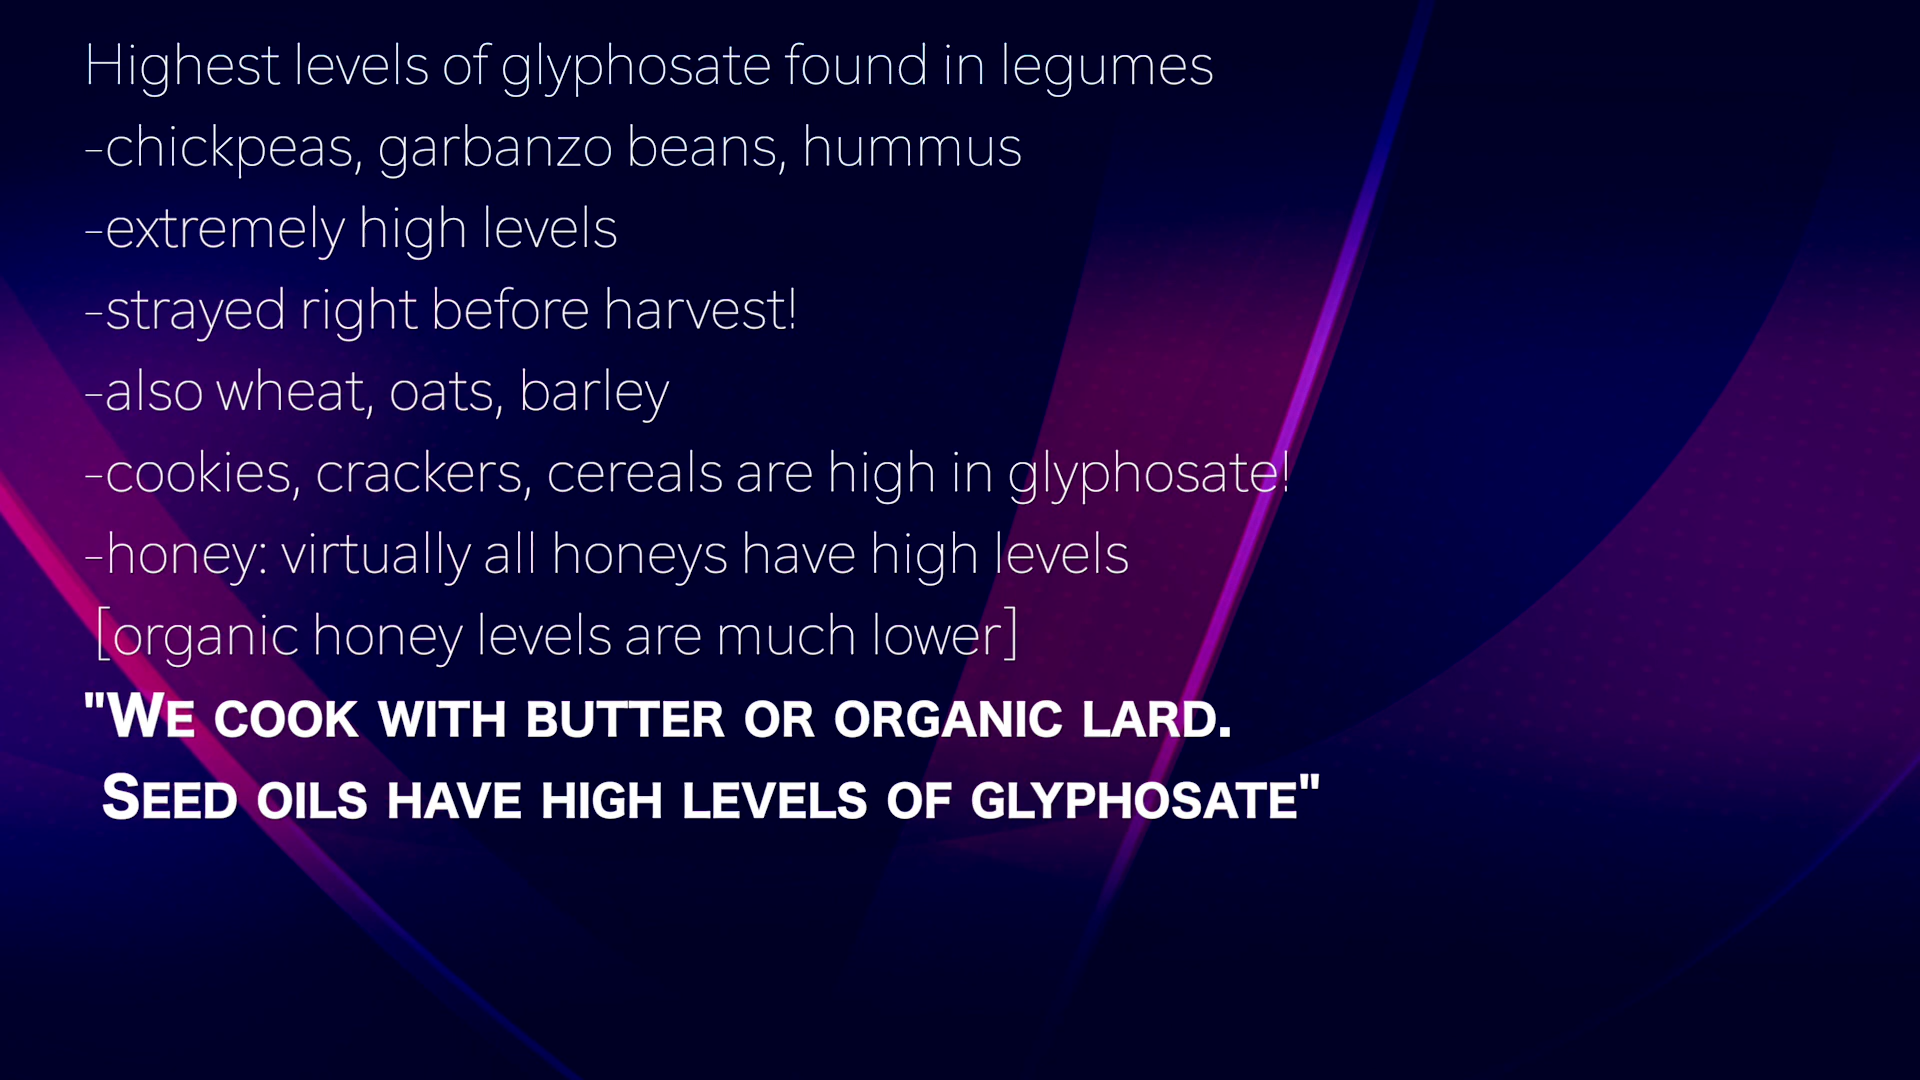 Highest levels of glyphosate found in legumes
-chickpeas, garbanzo beans, hummus
-extremely high levels
-strayed right before harvest!
-also wheat, oats, barley
-cookies, crackers, cereals are high in glyphosate!
-honey: virtually all honeys have high levels
[organic honey levels are much lower]
"We cook with butter or organic lard.
Seed oils have high levels of glyphosate"